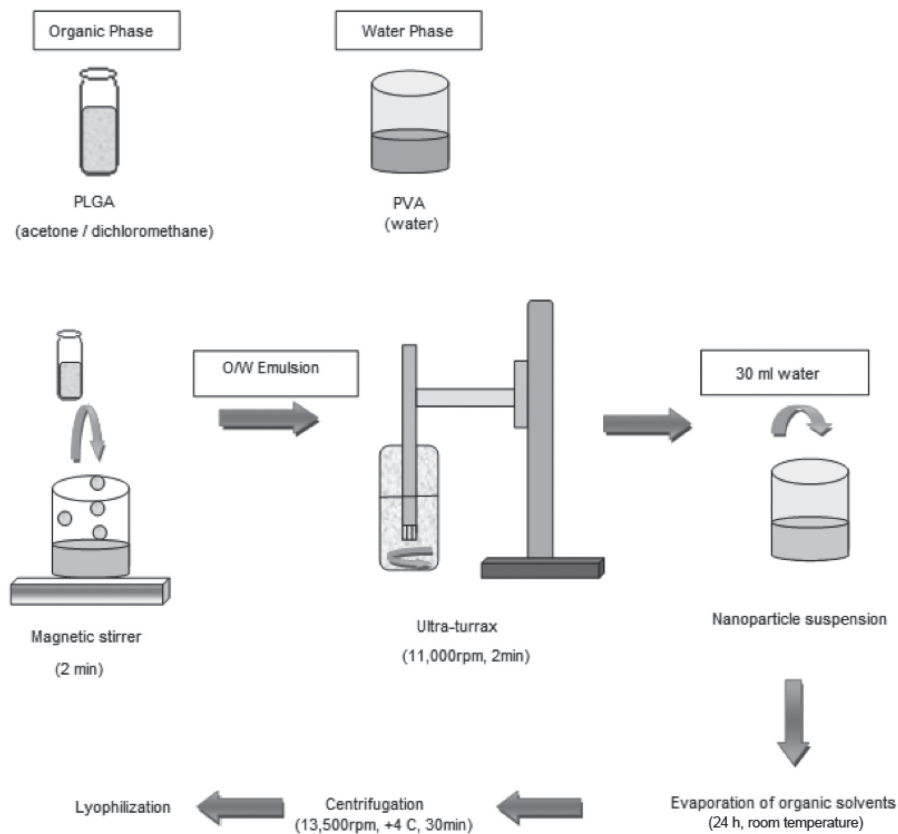 Organic Phase
Water Phase
PLGA
(acetone / dichloromethane)
PVA
(water)
O/W Emulsion
30 ml water
Magnetic stirrer
(2 min)
Ultra-turrax
(11,000rpm, 2min)
Nanoparticle suspension
Lyophilization
Centrifugation
(13,500rpm, +4 C, 30min)
Evaporation of organic solvents
(24 h, room temperature)